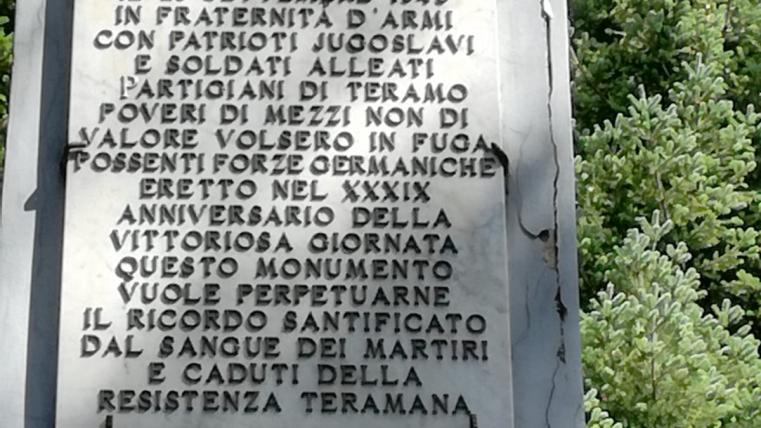 IN FRATERNITÀ D'ARMI
CON PATRIOTI JUGOSLAVI
E SOLDATI ALLEATI
PARTIGIANI DI TERAMO
POVERI DI MEZZI NON DI
VALORE VOLSERO IN FUGA
POSSENTI FORZE GERMANICHE
ERETTO NEL XXXIX
ANNIVERSARIO DELLA
VITTORIOSA GIORNATA
QUESTO MONUMENTO
VUOLE PERPETUARNE
IL RICORDO SANTIFICATO
DAL SANGUE DEI MARTIRI
E CADUTI DELLA
RESISTENZA TERAMANA